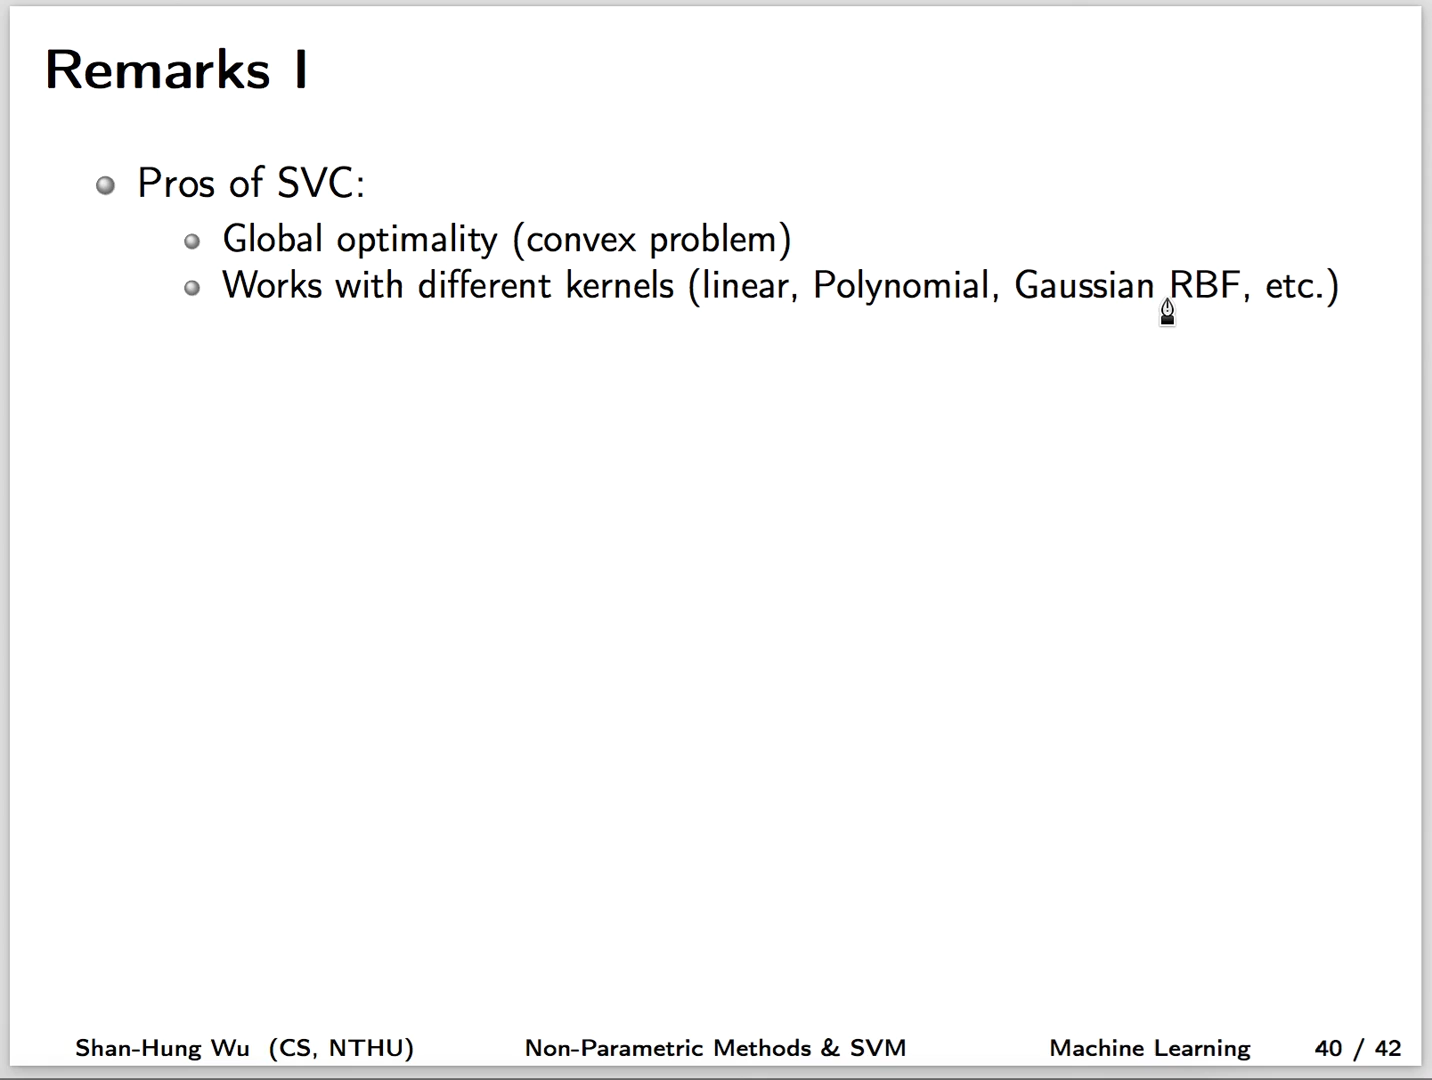 Remarks I
Pros of SVC:
Global optimality (convex problem)
Works with different kernels (linear, Polynomial, Gaussian RBF, etc.)
Shan-Hung Wu (CS, NTHU) Non-Parametric Methods & SVM Machine Learning 40 / 42